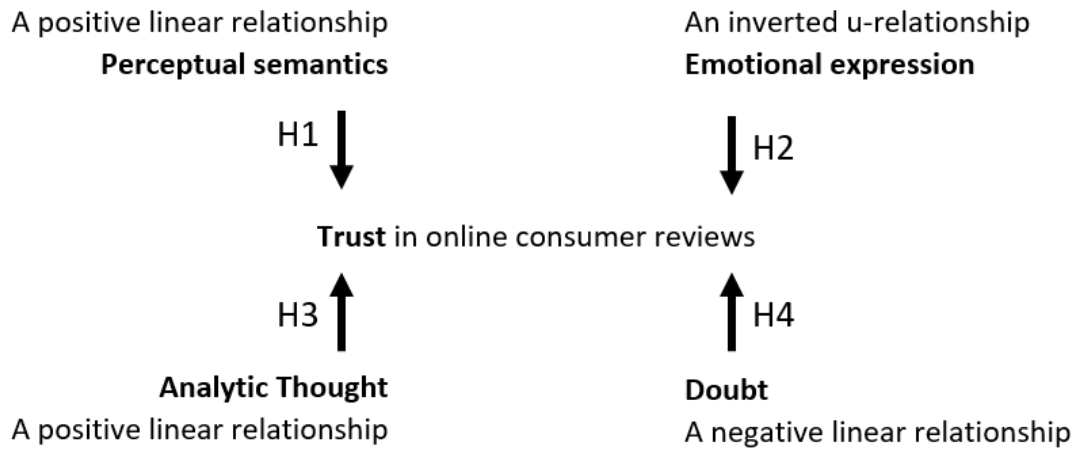 A positive linear relationship
Perceptual semantics
An inverted u-relationship
Emotional expression
H1
H2
Trust in online consumer reviews
H3
H4
Analytic Thought
A positive linear relationship
Doubt
A negative linear relationship